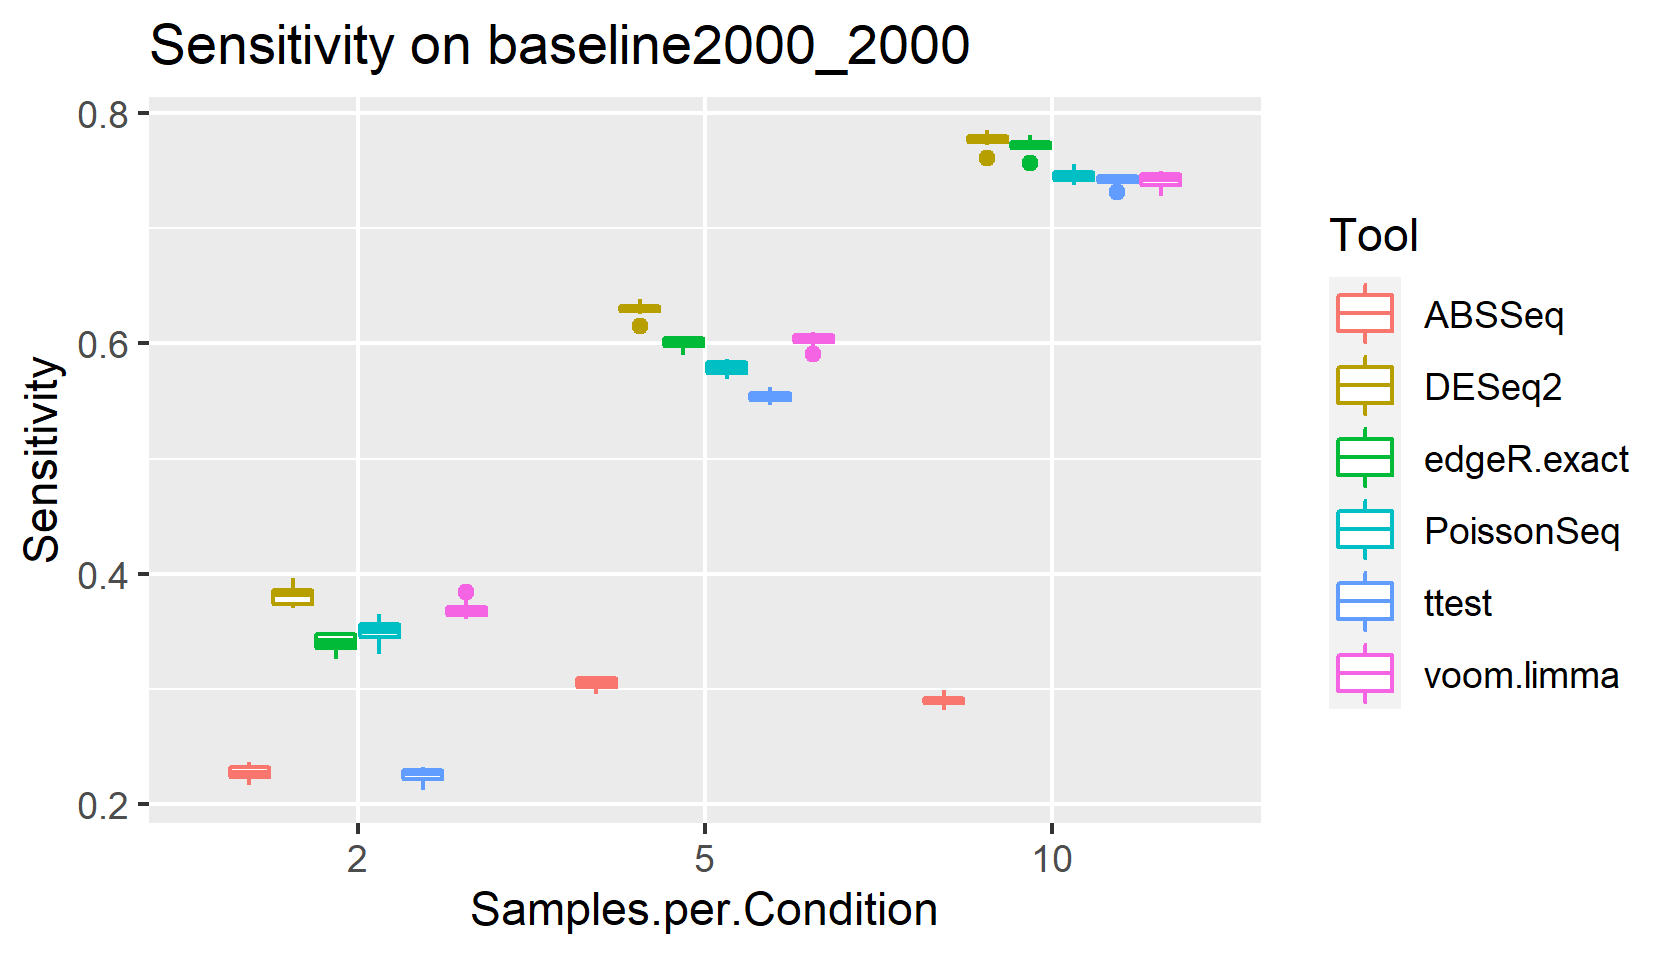 Sensitivity on baseline2000_2000
0.8
0.6
0.4
0.2
Sensitivity
2 5 10
Samples.per.Condition
Tool
ABSSeq
DESeq2
edgeR.exact
PoissonSeq
ttest
voom.limma